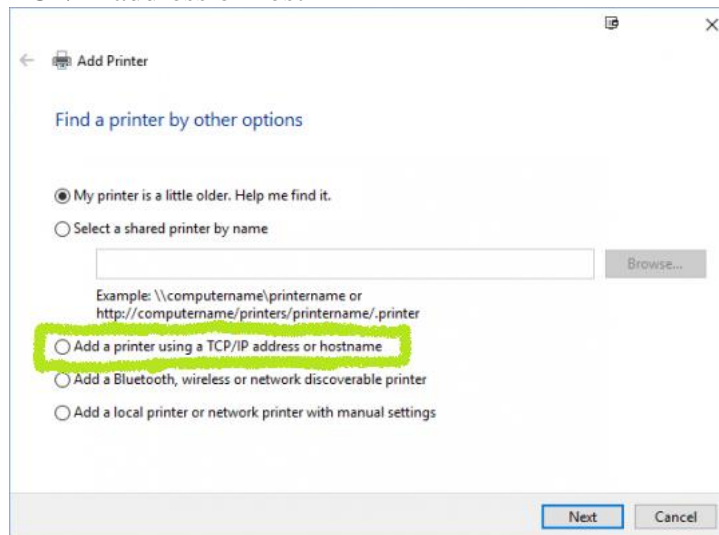 Add Printer
Find a printer by other options
My printer is a little older. Help me find it.
Select a shared printer by name
Browse...
Example: \\computername\printername or
http://computername/printers/printername/.printer
Add a printer using a TCP/IP address or hostname
Add a Bluetooth, wireless or network discoverable printer
Add a local printer or network printer with manual settings
Next Cancel